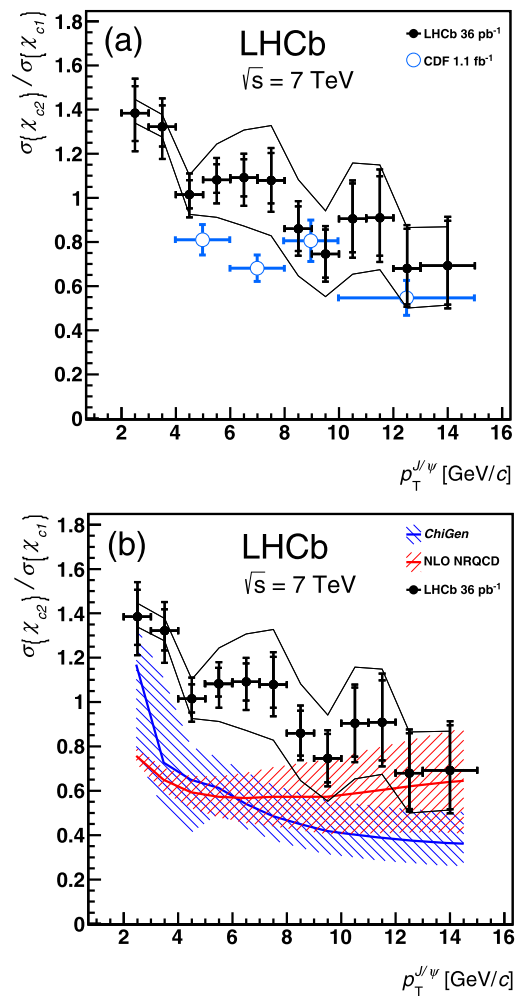 (a)
LHCb
√s = 7 TeV
LHCb 36 pb⁻¹
CDF 1.1 fb⁻¹
σ(χc2) / σ(χc1)
1.8
1.6
1.4
1.2
1
0.8
0.6
0.4
0.2
0
2 4 6 8 10 12 14 16
p_T^{J/ψ} [GeV/c]
(b)
LHCb
√s = 7 TeV
ChiGen
NLO NRQCD
LHCb 36 pb⁻¹
σ(χc2) / σ(χc1)
1.8
1.6
1.4
1.2
1
0.8
0.6
0.4
0.2
0
2 4 6 8 10 12 14 16
p_T^{J/ψ} [GeV/c]